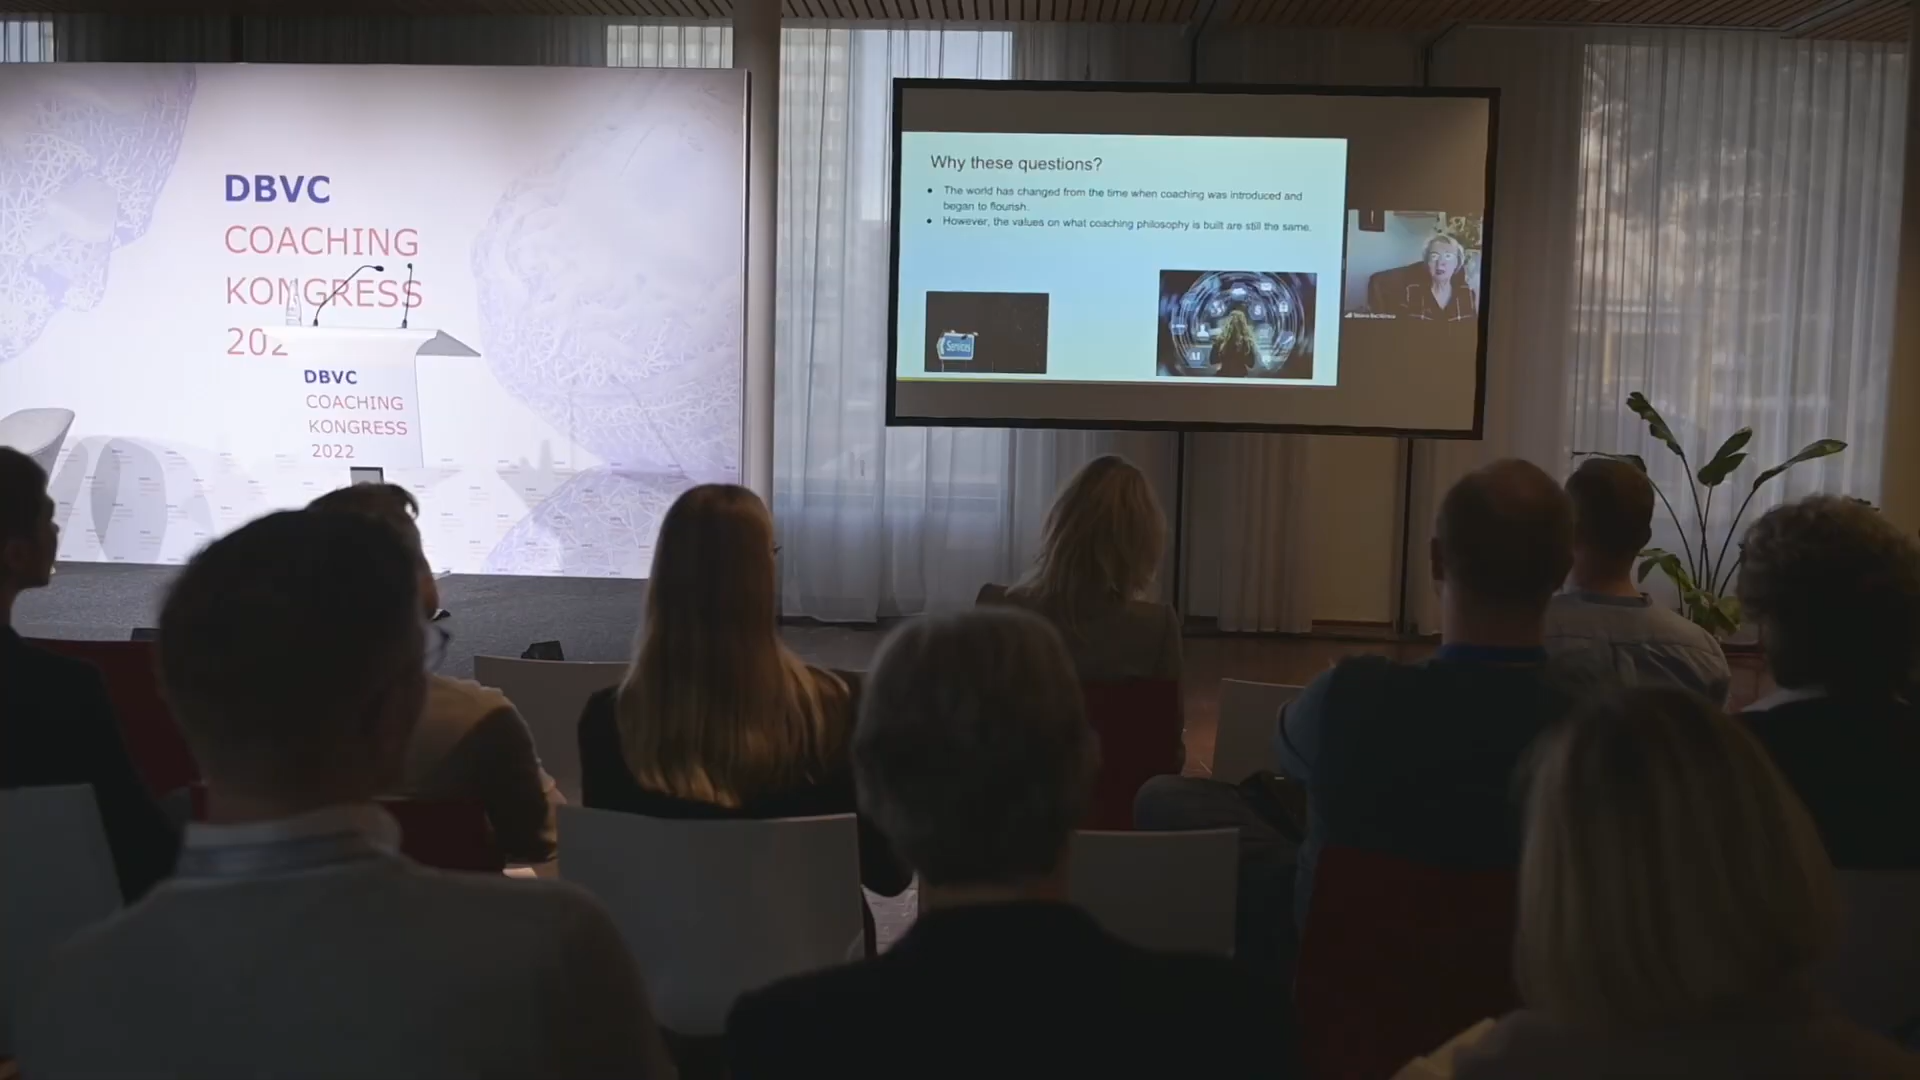 DBVC
COACHING
KONGRESS
202
DBVC
COACHING
KONGRESS
2022
Why these questions?
• The world has changed from the time when coaching was introduced and
began to flourish.
• However, the values on what coaching philosophy is built are still the same.
Services
AI